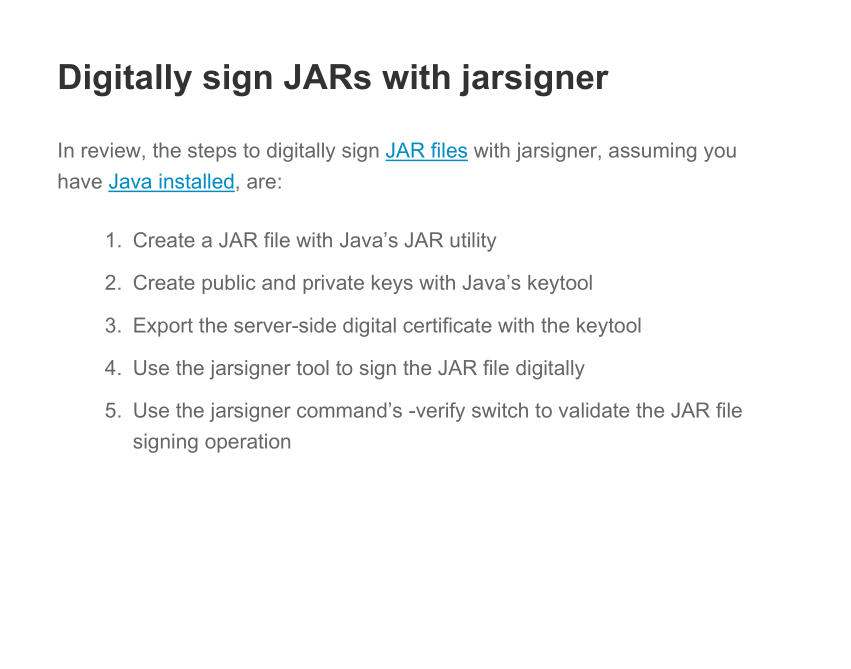 Digitally sign JARs with jarsigner
In review, the steps to digitally sign JAR files with jarsigner, assuming you
have Java installed, are:
1. Create a JAR file with Java’s JAR utility
2. Create public and private keys with Java’s keytool
3. Export the server-side digital certificate with the keytool
4. Use the jarsigner tool to sign the JAR file digitally
5. Use the jarsigner command’s -verify switch to validate the JAR file
signing operation